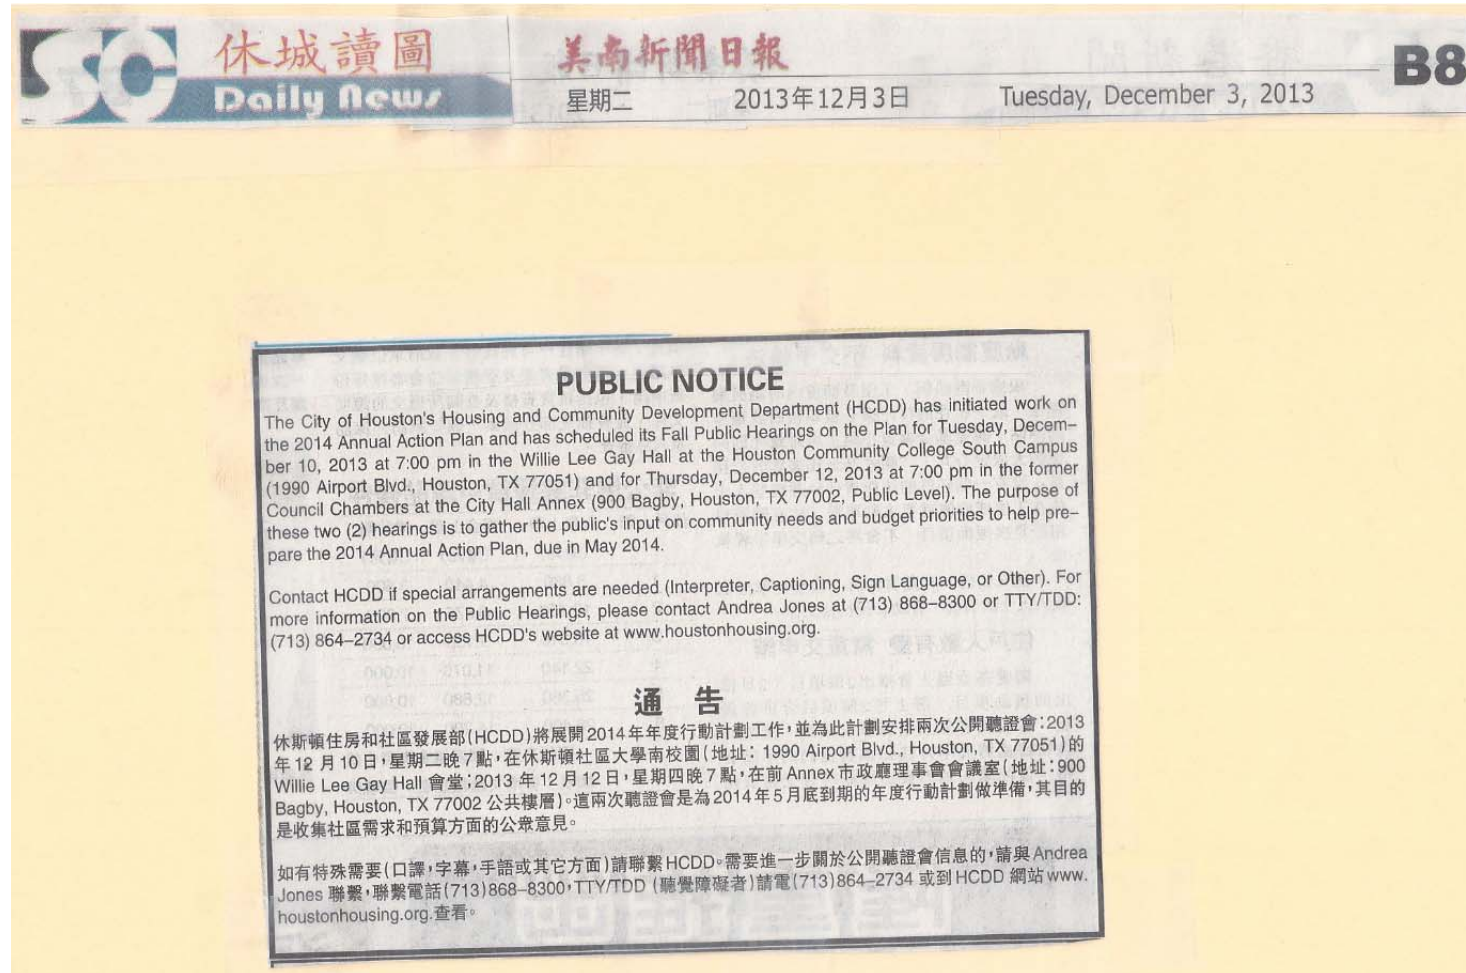 SC
休城讀圖
Daily News
美南新聞日報
星期二 2013年12月3日 Tuesday, December 3, 2013
B8
PUBLIC NOTICE
The City of Houston's Housing and Community Development Department (HCDD) has initiated work on
the 2014 Annual Action Plan and has scheduled its Fall Public Hearings on the Plan for Tuesday, Decem-
ber 10, 2013 at 7:00 pm in the Willie Lee Gay Hall at the Houston Community College South Campus
(1990 Airport Blvd., Houston, TX 77051) and for Thursday, December 12, 2013 at 7:00 pm in the former
Council Chambers at the City Hall Annex (900 Bagby, Houston, TX 77002, Public Level). The purpose of
these two (2) hearings is to gather the public's input on community needs and budget priorities to help pre-
pare the 2014 Annual Action Plan, due in May 2014.
Contact HCDD if special arrangements are needed (Interpreter, Captioning, Sign Language, or Other). For
more information on the Public Hearings, please contact Andrea Jones at (713) 868-8300 or TTY/TDD:
(713) 864-2734 or access HCDD's website at www.houstonhousing.org.
通 告
休斯頓住房和社區發展部(HCDD)將展開2014年年度行動計劃工作,並為此計劃安排兩次公開聽證會:2013
年12月10日,星期二晚7點,在休斯頓社區大學南校園(地址: 1990 Airport Blvd., Houston, TX 77051)的
Willie Lee Gay Hall 會堂;2013 年12月12日,星期四晚7點,在前Annex市政廳理事會會議室(地址:900
Bagby, Houston, TX 77002 公共樓層)。這兩次聽證會是為2014年5月底到期的年度行動計劃做準備,其目的
是收集社區需求和預算方面的公衆意見。
如有特殊需要(口譯,字幕,手語或其它方面)請聯繫HCDD。需要進一步關於公開聽證會信息的,請與Andrea
Jones 聯繫,聯繫電話(713)868-8300,TTY/TDD (聽覺障礙者)請電(713)864-2734 或到HCDD 網站www.
houstonhousing.org.查看。